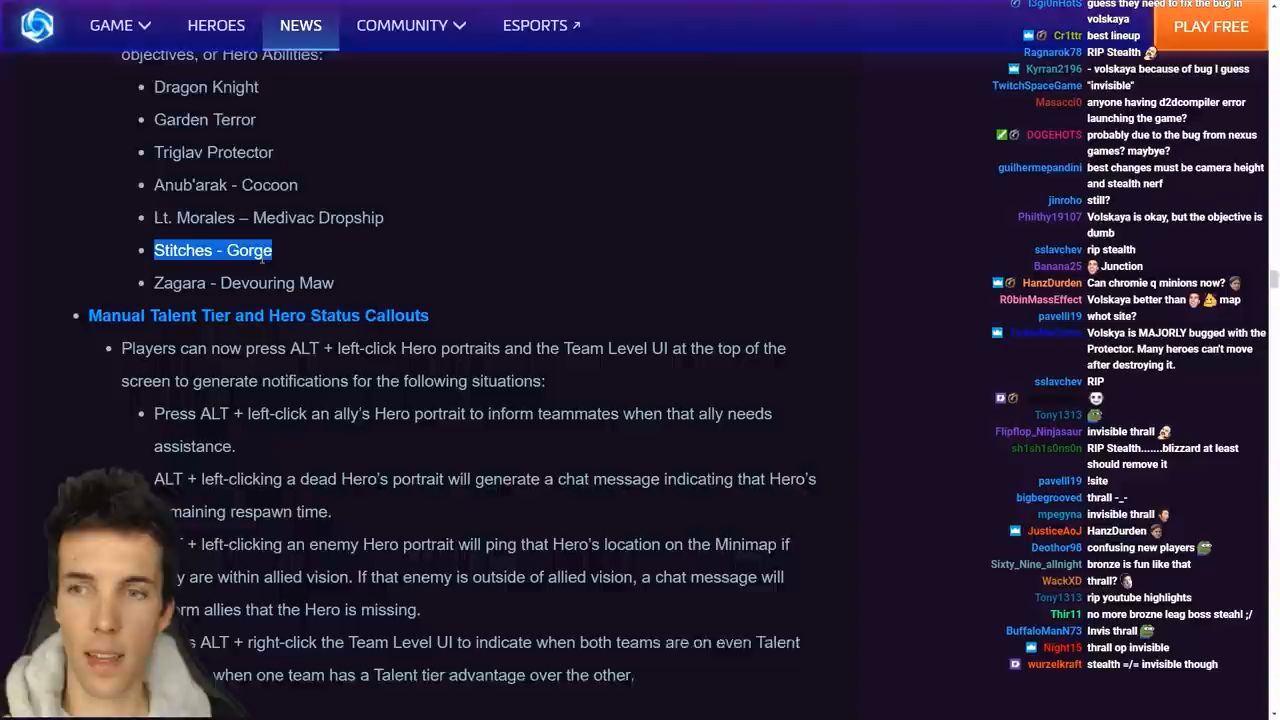 GAME
HEROES
NEWS
COMMUNITY
ESPORTS
PLAY FREE
objectives, or Hero Abilities:
Dragon Knight
Garden Terror
Triglav Protector
Anub'arak - Cocoon
Lt. Morales – Medivac Dropship
Stitches - Gorge
Zagara - Devouring Maw
Manual Talent Tier and Hero Status Callouts
Players can now press ALT + left-click Hero portraits and the Team Level UI at the top of the
screen to generate notifications for the following situations:
Press ALT + left-click an ally's Hero portrait to inform teammates when that ally needs
assistance.
ALT + left-clicking a dead Hero's portrait will generate a chat message indicating that Hero's
maining respawn time.
+ left-clicking an enemy Hero portrait will ping that Hero's location on the Minimap if
y are within allied vision. If that enemy is outside of allied vision, a chat message will
orm allies that the Hero is missing.
s ALT + right-click the Team Level UI to indicate when both teams are on even Talent
when one team has a Talent tier advantage over the other.
guess they need to fix the bug in
volskaya
Cr1ttr best lineup
Ragnarok78 RIP Stealth
Kyrran2196 - volskaya because of bug I guess
TwitchSpaceGame "invisible"
Masacci0 anyone having d2dcompiler error
launching the game?
DOGEHOTS probably due to the bug from nexus
games? maybye?
guilhermepandini best changes must be camera height
and stealth nerf
jinroho still?
Philthy19107 Volskaya is okay, but the objective is
dumb
sslavchev rip stealth
Banana25 Junction
HanzDurden Can chromie q minions now?
R0binMassEffect Volskaya better than map
pavelll19 whot site?
Volskya is MAJORLY bugged with the
Protector. Many heroes can't move
after destroying it.
sslavchev RIP
Tony1313
Flipflop_Ninjasaur invisible thrall
sh1sh1s0ns0n RIP Stealth.......blizzard at least
should remove it
pavelll19 !site
bigbegrooved thrall -_-
mpegyna invisible thrall
JusticeAoJ HanzDurden
Deothor98 confusing new players
Sixty_Nine_allnight bronze is fun like that
WackXD thrall?
Tony1313 rip youtube highlights
Thir11 no more brozne leag boss steahl ;/
BuffaloManN73 Invis thrall
Night15 thrall op invisible
wurzelkraft stealth =/= invisible though